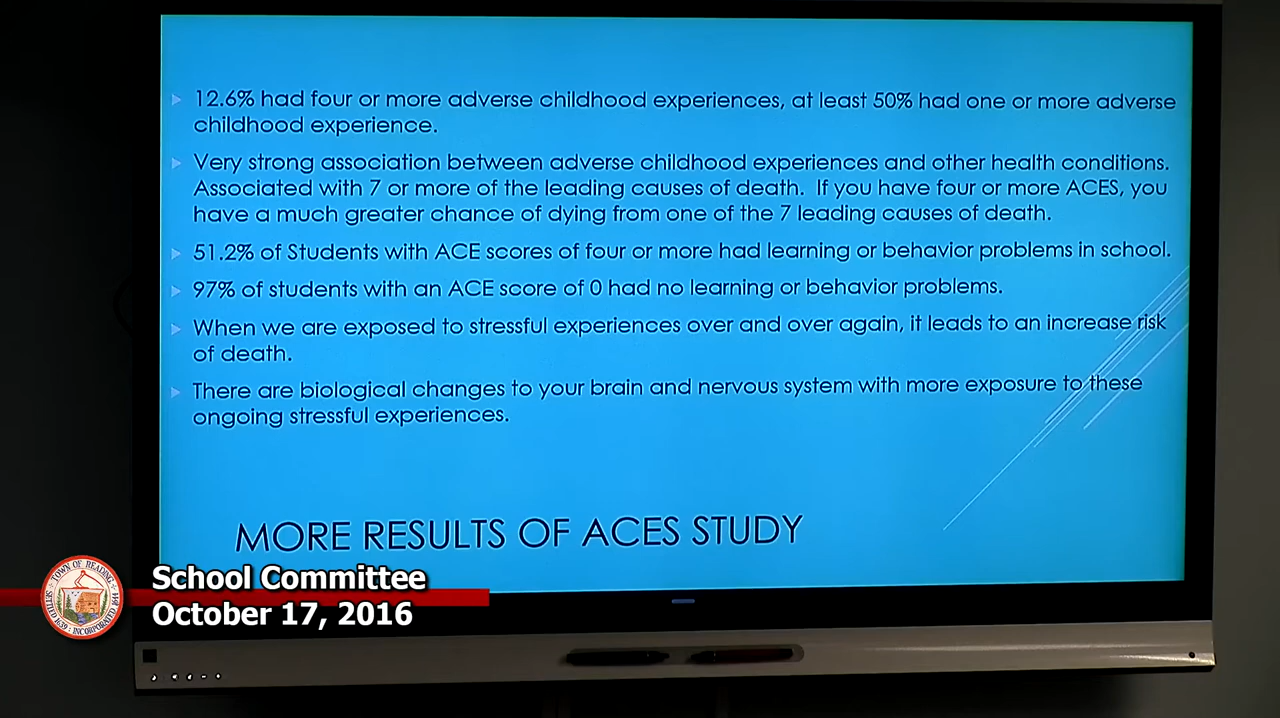 12.6% had four or more adverse childhood experiences, at least 50% had one or more adverse
childhood experience.
Very strong association between adverse childhood experiences and other health conditions.
Associated with 7 or more of the leading causes of death. If you have four or more ACES, you
have a much greater chance of dying from one of the 7 leading causes of death.
51.2% of Students with ACE scores of four or more had learning or behavior problems in school.
97% of students with an ACE score of 0 had no learning or behavior problems.
When we are exposed to stressful experiences over and over again, it leads to an increase risk
of death.
There are biological changes to your brain and nervous system with more exposure to these
ongoing stressful experiences.
MORE RESULTS OF ACES STUDY
School Committee
October 17, 2016
TOWN OF READING
SETTLED 1639 · INCORPORATED 1644